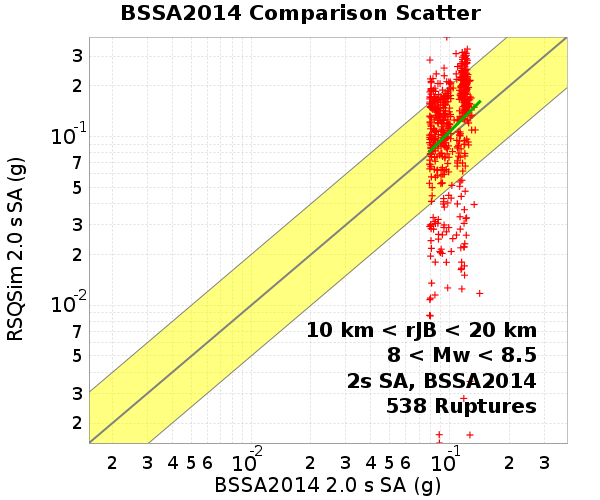 BSSA2014 Comparison Scatter
RSQSim 2.0 s SA (g)
3
2
10⁻¹
7
5
3
2
10⁻²
7
5
3
2
10 km < rJB < 20 km
8 < Mw < 8.5
2s SA, BSSA2014
538 Ruptures
2 3 4 5 6 10⁻² 2 3 4 5 6 10⁻¹ 2 3
BSSA2014 2.0 s SA (g)